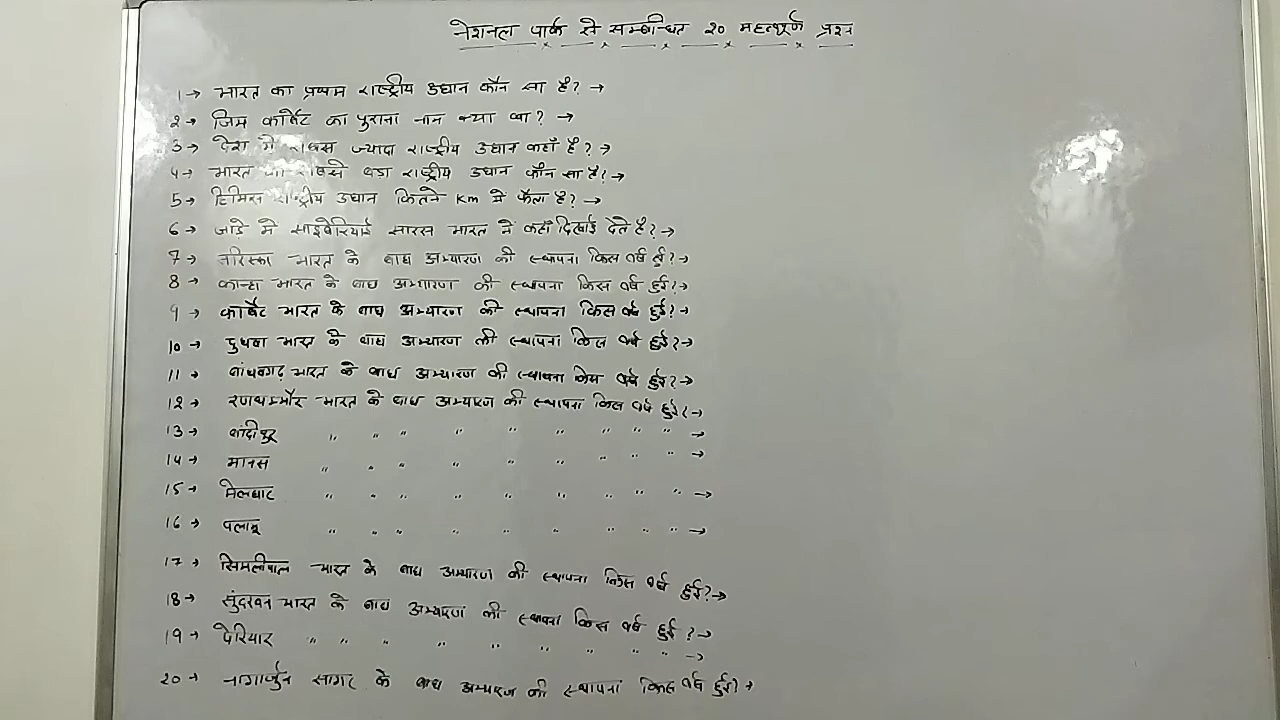 नेशनल पार्क से सम्बन्धित २० महत्वपूर्ण प्रश्न
1→ भारत का प्रथम राष्ट्रीय उद्यान कौन सा है? →
2→ जिम कार्बेट का पुराना नाम क्या था? →
3→ देश मे सबसे ज्यादा राष्ट्रीय उद्यान कहाँ है? →
4→ भारत का सबसे बडा राष्ट्रीय उद्यान कौन सा है? →
5→ हिमिस राष्ट्रीय उद्यान कितने Km मे फैला है? →
6→ जाड़े मे साइबेरियाई सारस भारत में कहाँ दिखाई देते है? →
7→ सरिस्का भारत के बाघ अभ्यारण की स्थापना किस वर्ष हुई? →
8→ कान्हा भारत के बाघ अभ्यारण की स्थापना किस वर्ष हुई? →
9→ कार्बेट भारत के बाघ अभ्यारण की स्थापना किस वर्ष हुई? →
10→ दुधवा भारत के बाघ अभ्यारण की स्थापना किस वर्ष हुई? →
11→ बांधवगढ़ भारत के बाघ अभ्यारण की स्थापना किस वर्ष हुई? →
12→ रणथम्भौर भारत के बाघ अभ्यारण की स्थापना किस वर्ष हुई? →
13→ बांदीपुर " " " " " " " " " →
14→ मानस " " " " " " " " " →
15→ मेलघाट " " " " " " " " " →
16→ पलामू " " " " " " " " " →
17→ सिमलीपाल भारत के बाघ अभ्यारण की स्थापना किस वर्ष हुई? →
18→ सुंदरवन भारत के बाघ अभ्यारण की स्थापना किस वर्ष हुई? →
19→ पेरियार " " " " " " " " " →
20→ नागार्जुन सागर के बाघ अभ्यारण की स्थापना किस वर्ष हुई? →